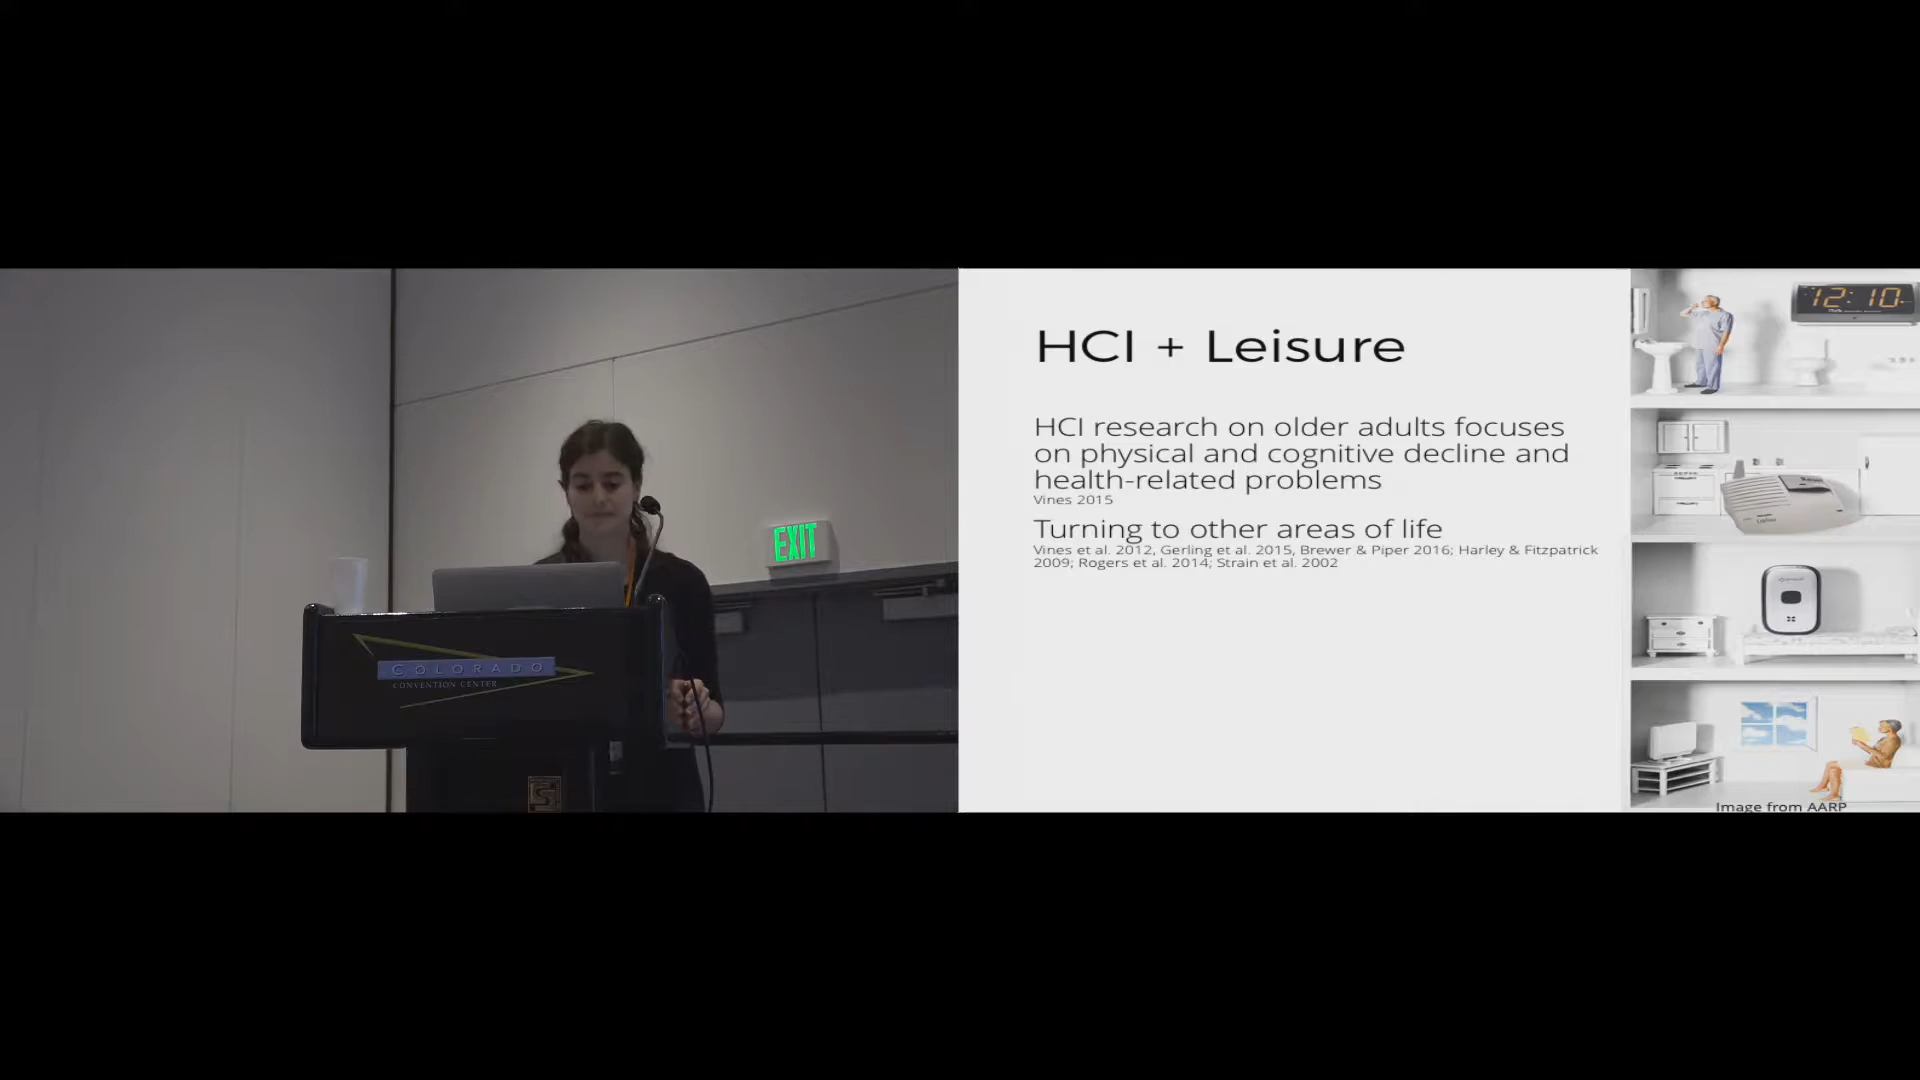 EXIT
COLORADO
CONVENTION CENTER
HCI + Leisure
HCI research on older adults focuses
on physical and cognitive decline and
health-related problems
Vines 2015
Turning to other areas of life
Vines et al. 2012, Gerling et al. 2015, Brewer & Piper 2016; Harley & Fitzpatrick
2009; Rogers et al. 2014; Strain et al. 2002
12:10
Image from AARP